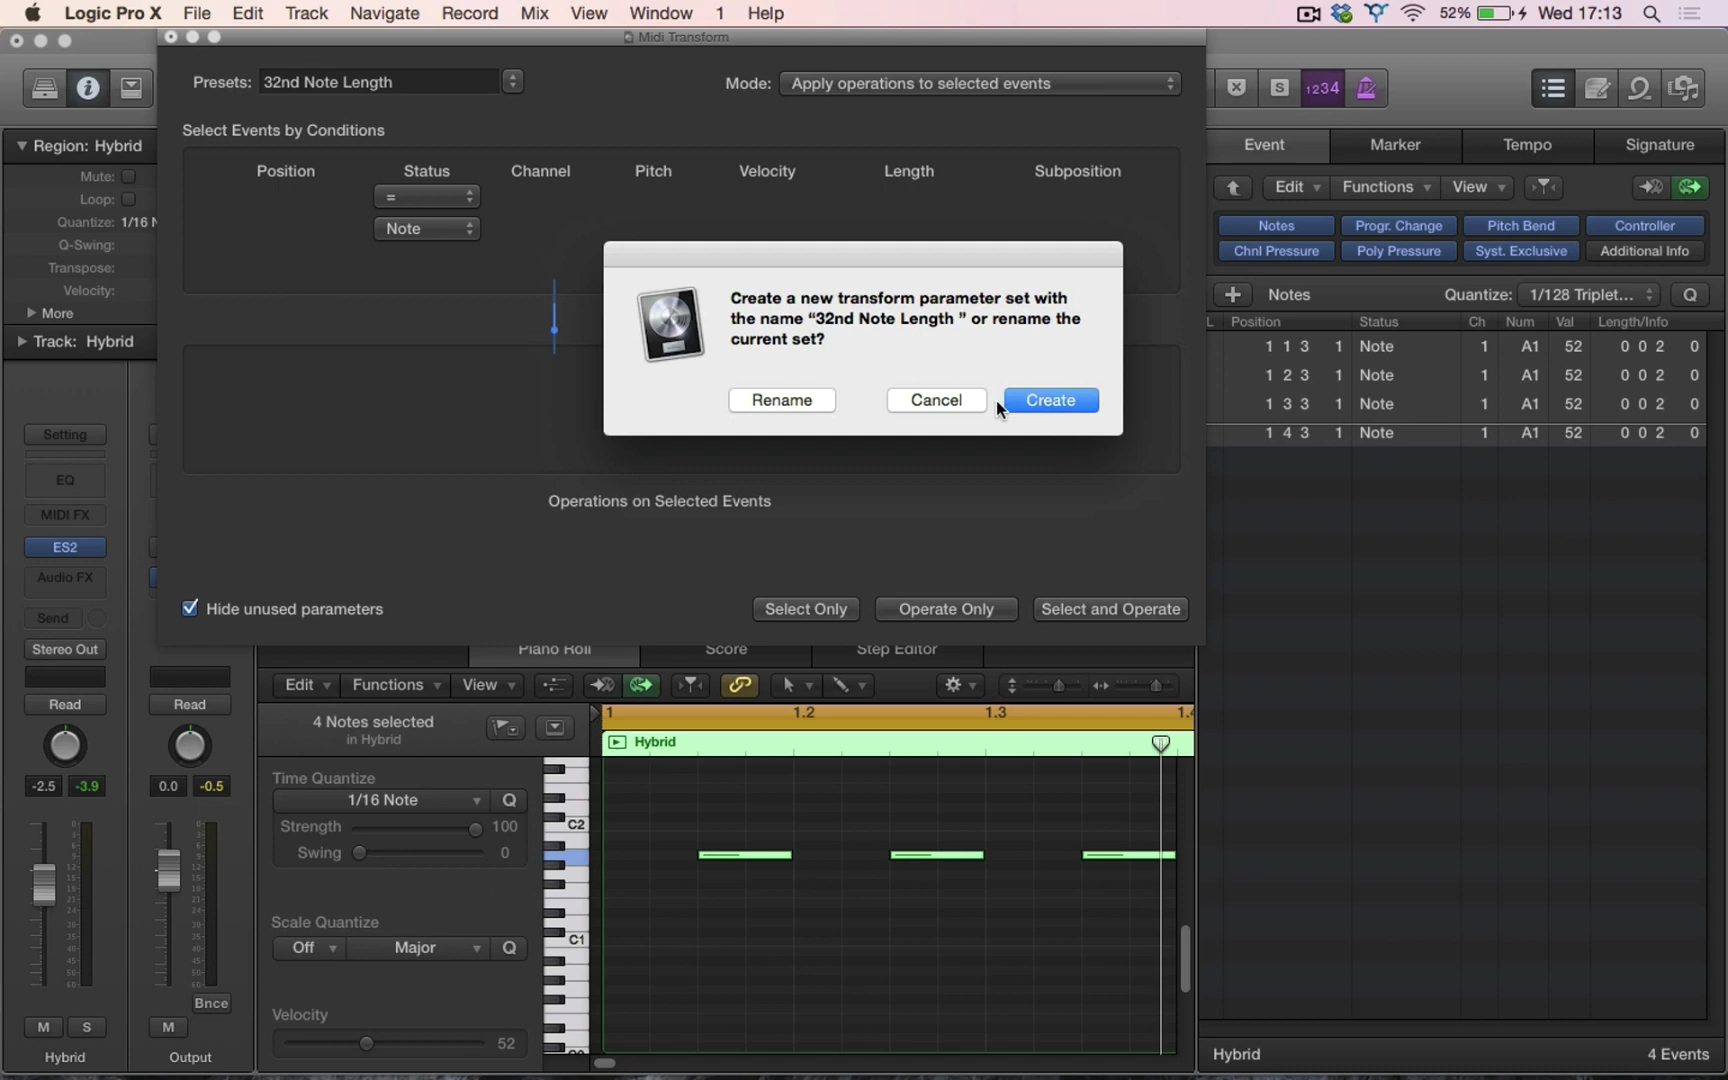 Logic Pro X File Edit Track Navigate Record Mix View Window 1 Help 52% Wed 17:13
Midi Transform
Presets: 32nd Note Length
Mode: Apply operations to selected events
S 1234
Select Events by Conditions
Position Status Channel Pitch Velocity Length Subposition
=
Note
Create a new transform parameter set with
the name “32nd Note Length ” or rename the
current set?
Rename Cancel Create
Operations on Selected Events
Hide unused parameters
Select Only Operate Only Select and Operate
Region: Hybrid
Mute:
Loop:
Quantize: 1/16 N
Q-Swing:
Transpose:
Velocity:
More
Track: Hybrid
Setting
EQ
MIDI FX
ES2
Audio FX
Send
Stereo Out
Read Read
-2.5 -3.9 0.0 -0.5
Bnce
M S M
Hybrid Output
Event Marker Tempo Signature
Edit Functions View
Notes Progr. Change Pitch Bend Controller
Chnl Pressure Poly Pressure Syst. Exclusive Additional Info
+ Notes Quantize: 1/128 Triplet... Q
L Position Status Ch Num Val Length/Info
1 1 3 1 Note 1 A1 52 0 0 2 0
1 2 3 1 Note 1 A1 52 0 0 2 0
1 3 3 1 Note 1 A1 52 0 0 2 0
1 4 3 1 Note 1 A1 52 0 0 2 0
Hybrid 4 Events
Piano Roll Score Step Editor
Edit Functions View
4 Notes selected
in Hybrid
1 1.2 1.3 1.4
Hybrid
Time Quantize
1/16 Note Q
Strength 100
Swing 0
Scale Quantize
Off Major Q
Velocity
52
C2
C1